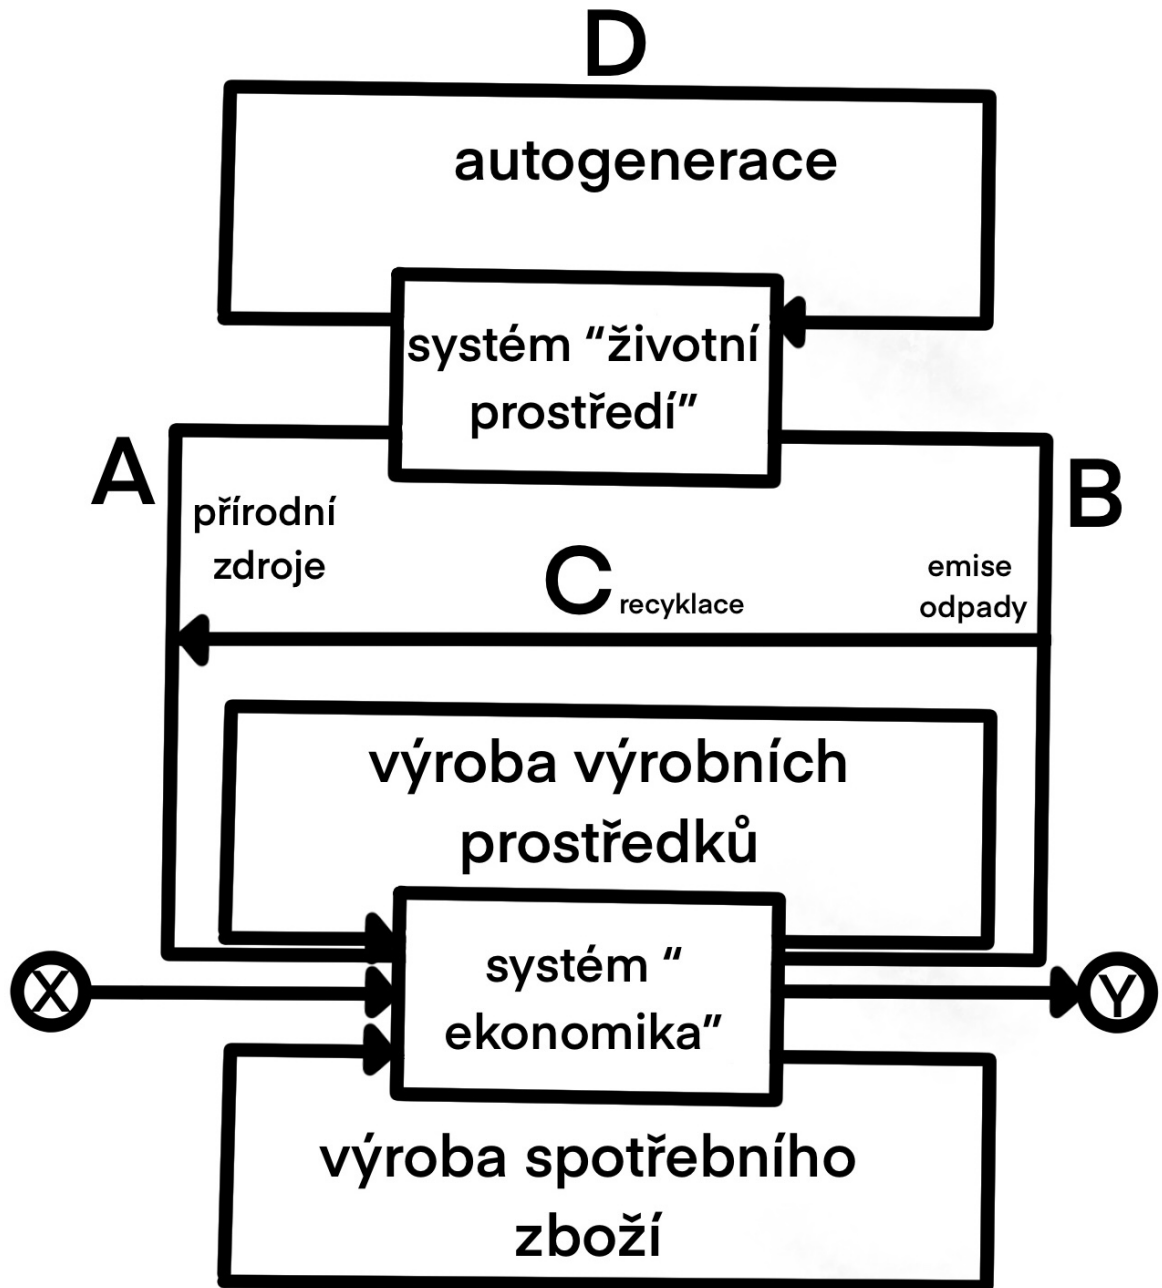 D
autogenerace
systém “životní
prostředí”
A
B
přírodní
zdroje
C recyklace
emise
odpady
výroba výrobních
prostředků
systém “
ekonomika”
X
Y
výroba spotřebního
zboží